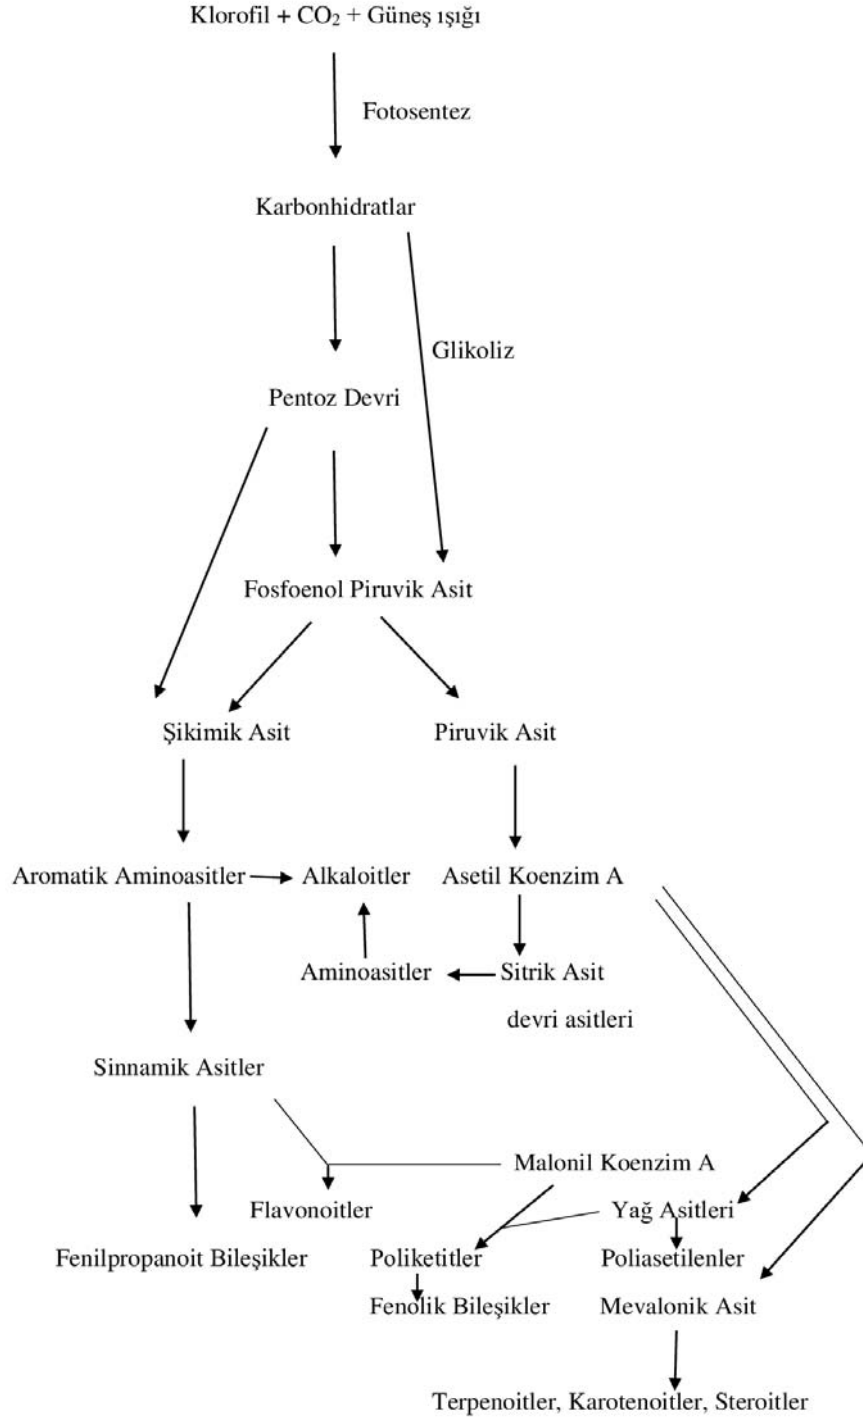 Klorofil + CO₂ + Güneş ışığı
Fotosentez
Karbonhidratlar
Glikoliz
Pentoz Devri
Fosfoenol Piruvik Asit
Şikimik Asit
Piruvik Asit
Aromatik Aminoasitler
Alkaloitler
Asetil Koenzim A
Aminoasitler
Sitrik Asit
devri asitleri
Sinnamik Asitler
Malonil Koenzim A
Flavonoitler
Yağ Asitleri
Fenilpropanoit Bileşikler
Poliketitler
Poliasetilenler
Fenolik Bileşikler
Mevalonik Asit
Terpenoitler, Karotenoitler, Steroitler